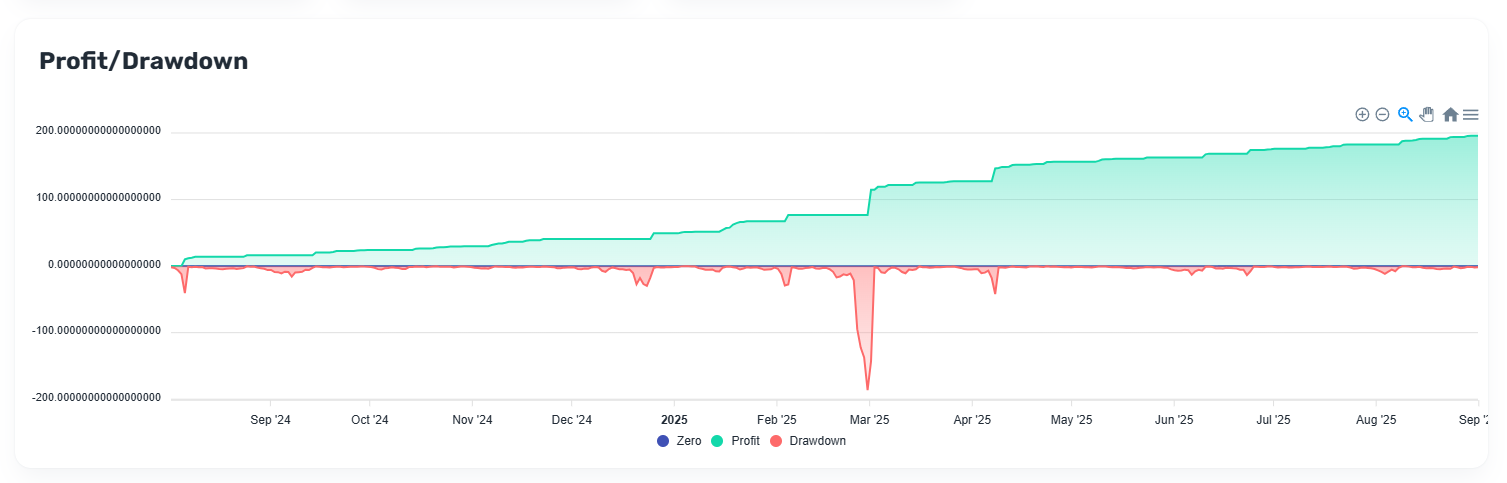 Profit/Drawdown
200.00000000000000000
100.00000000000000000
0.00000000000000000
-100.00000000000000000
-200.00000000000000000
Sep '24 Oct '24 Nov '24 Dec '24 2025 Feb '25 Mar '25 Apr '25 May '25 Jun '25 Jul '25 Aug '25 Sep '2
Zero Profit Drawdown